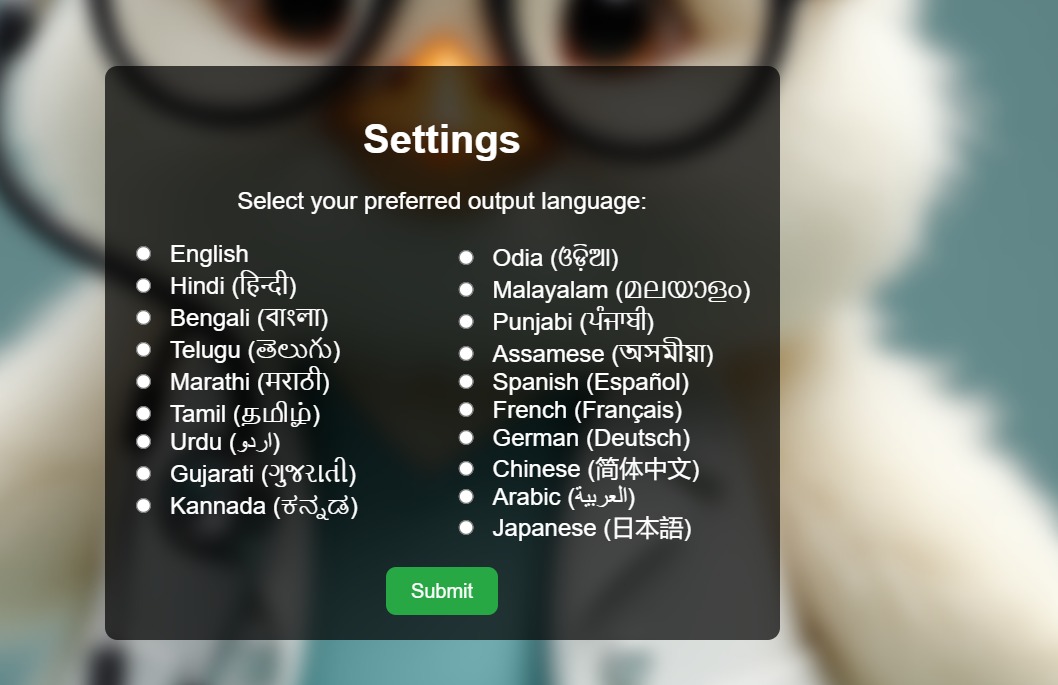 Settings
Select your preferred output language:
English
Hindi (हिन्दी)
Bengali (বাংলা)
Telugu (తెలుగు)
Marathi (मराठी)
Tamil (தமிழ்)
Urdu (اردو)
Gujarati (ગુજરાતી)
Kannada (ಕನ್ನಡ)
Odia (ଓଡ଼ିଆ)
Malayalam (മലയാളം)
Punjabi (ਪੰਜਾਬੀ)
Assamese (অসমীয়া)
Spanish (Español)
French (Français)
German (Deutsch)
Chinese (简体中文)
Arabic (العربية)
Japanese (日本語)
Submit